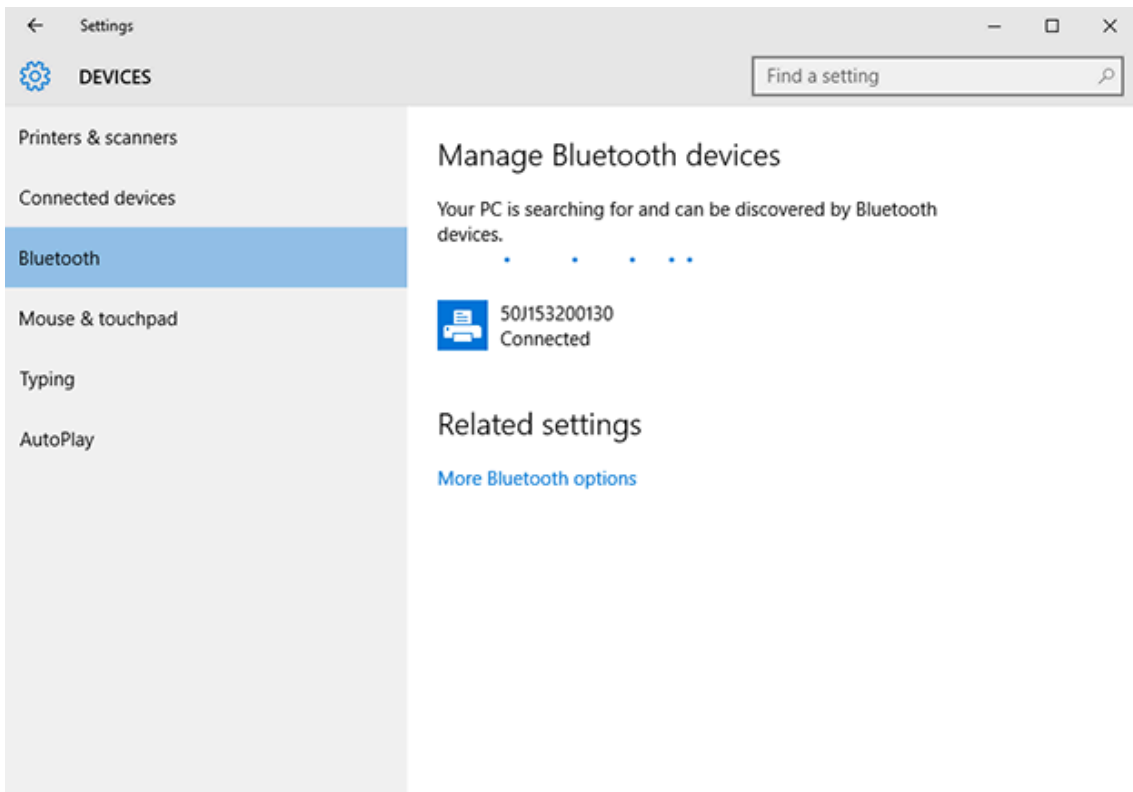 Settings
DEVICES
Find a setting
Printers & scanners
Connected devices
Bluetooth
Mouse & touchpad
Typing
AutoPlay
Manage Bluetooth devices
Your PC is searching for and can be discovered by Bluetooth
devices.
50J153200130
Connected
Related settings
More Bluetooth options